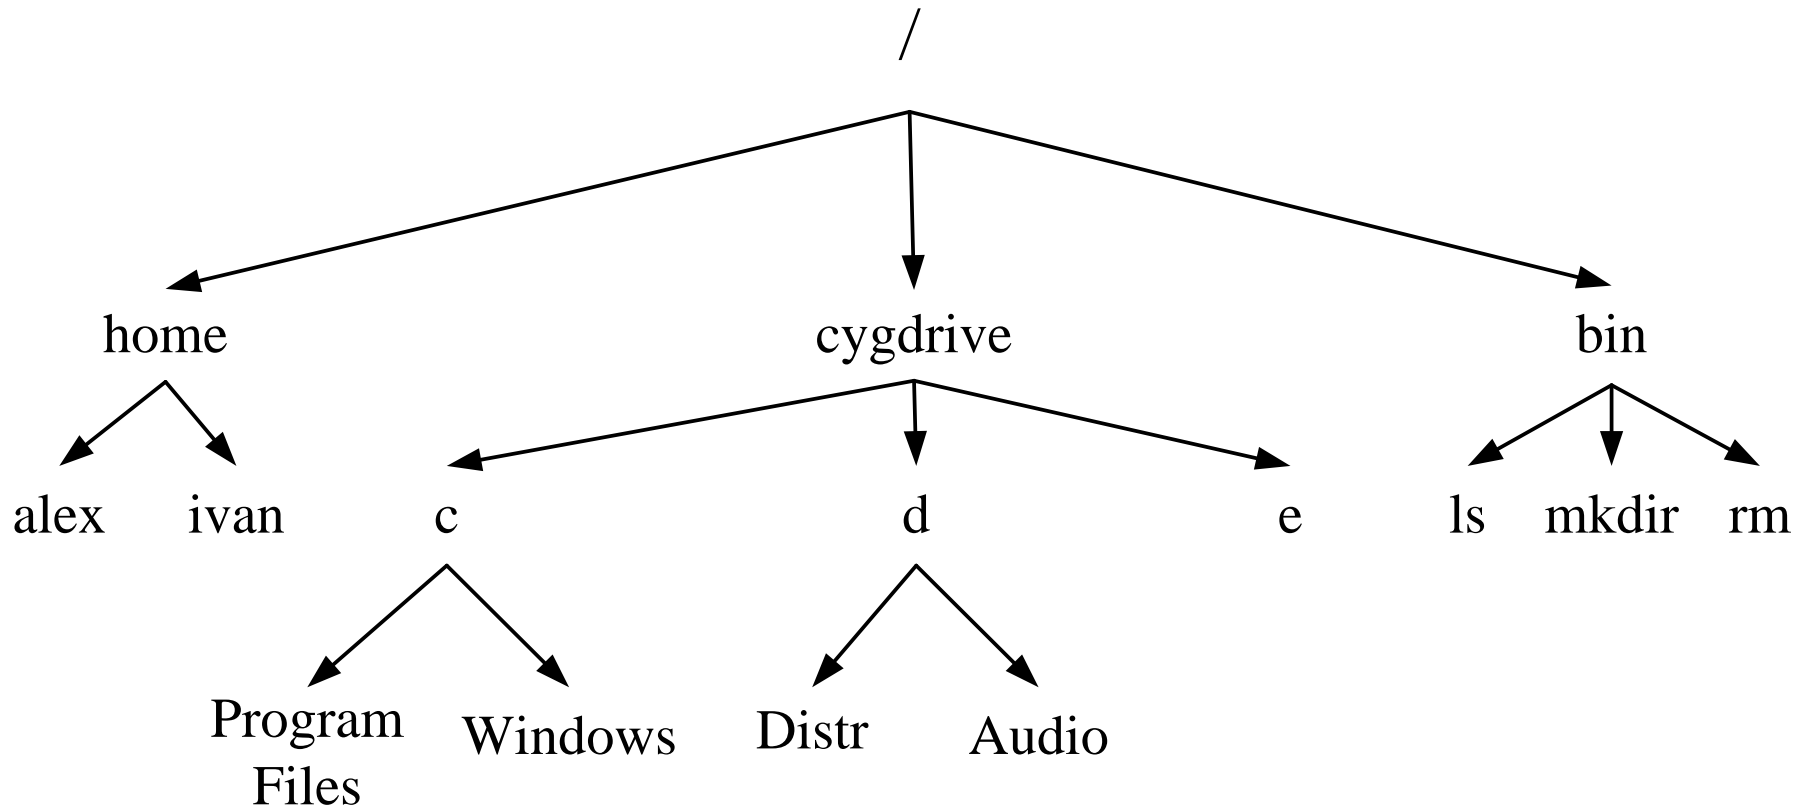 /
home cygdrive bin
alex ivan c d e ls mkdir rm
Program Windows Distr Audio
Files